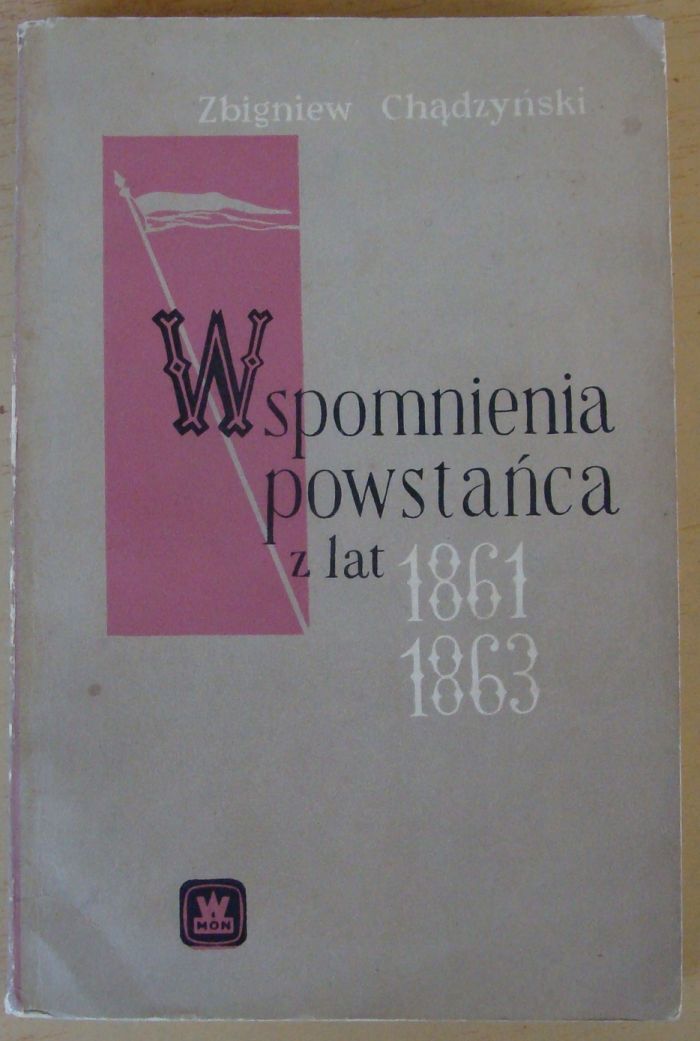 Zbigniew Chądzyński
Wspomnienia
powstańca
z lat 1861
1863
W
MON